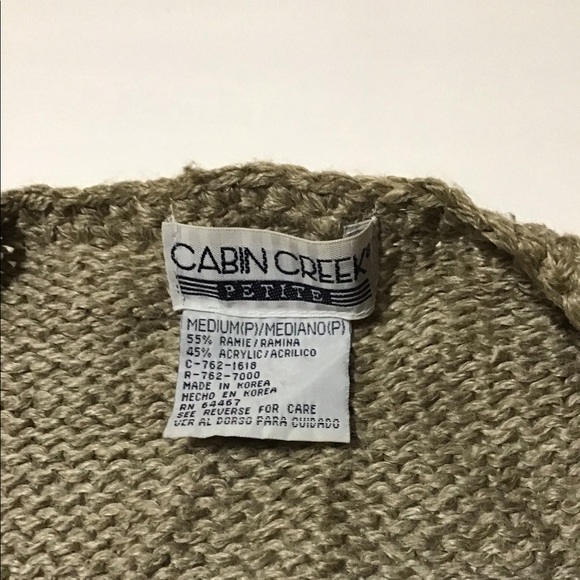 CABIN CREEK®
PETITE
MEDIUM(P)/MEDIANO(P)
55% RAMIE/RAMINA
45% ACRYLIC/ACRILICO
C-762-1618
R-762-7000
MADE IN KOREA
HECHO EN KOREA
RN 64467
SEE REVERSE FOR CARE
VER AL DORSO PARA CUIDADO